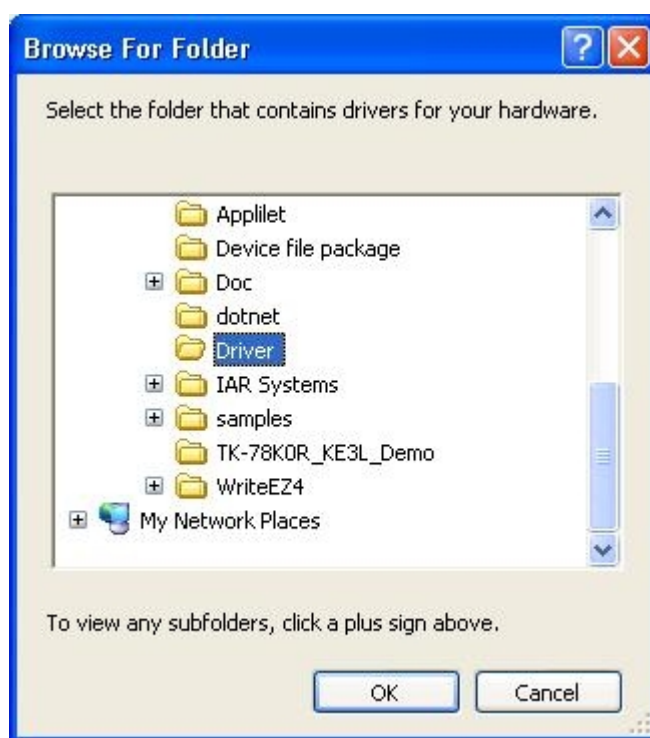 Browse For Folder
Select the folder that contains drivers for your hardware.
Applilet
Device file package
Doc
dotnet
Driver
IAR Systems
samples
TK-78K0R_KE3L_Demo
WriteEZ4
My Network Places
To view any subfolders, click a plus sign above.
OK Cancel